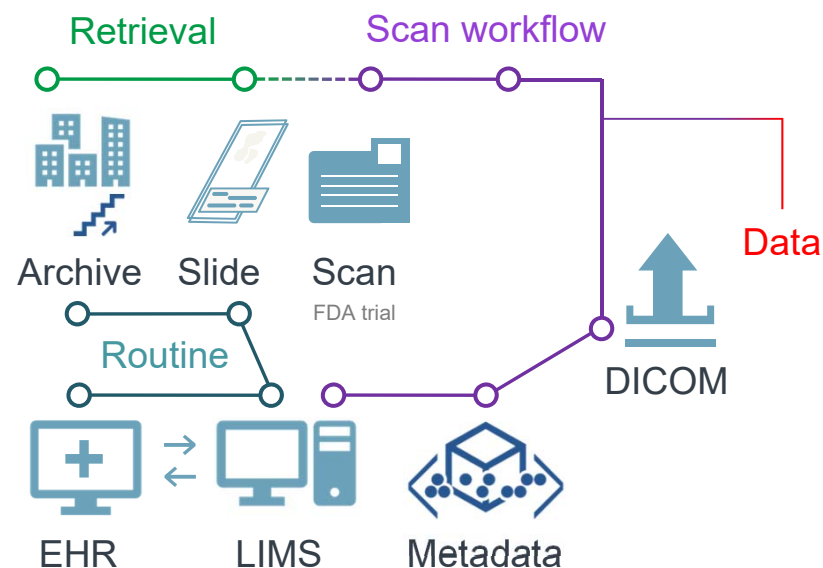 Retrieval
Scan workflow
Data
Archive
Slide
Scan
FDA trial
Routine
DICOM
EHR
LIMS
Metadata